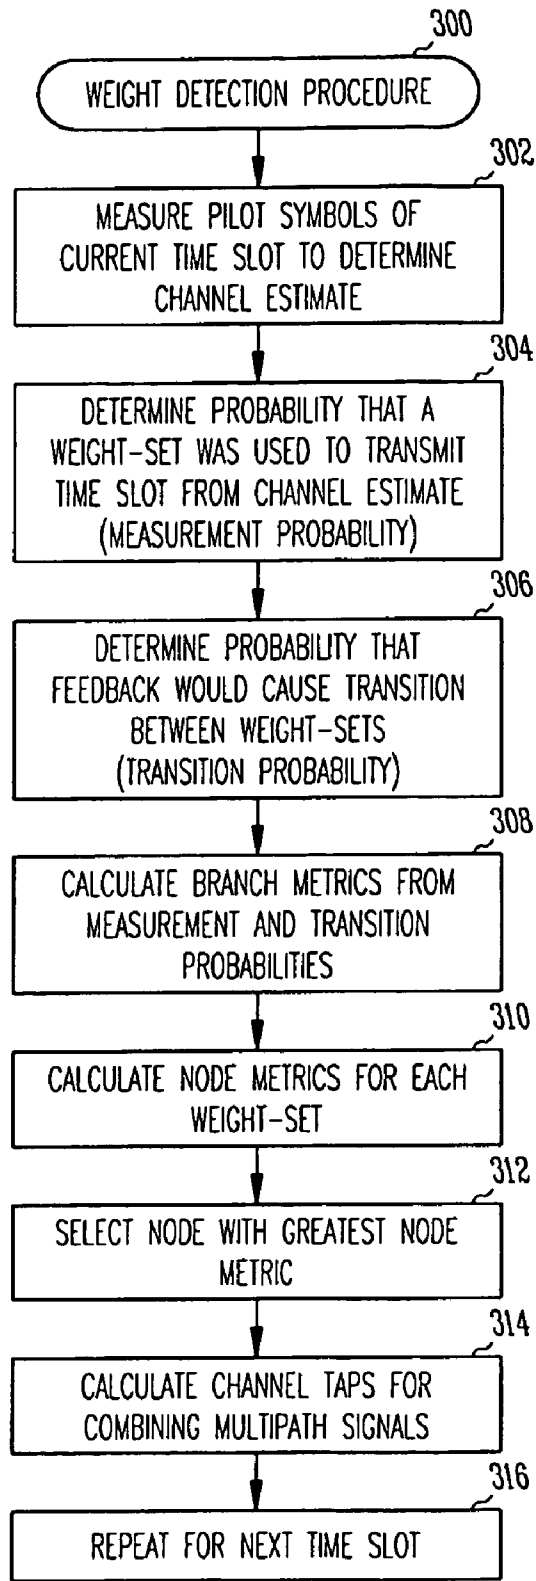 300
WEIGHT DETECTION PROCEDURE
302
MEASURE PILOT SYMBOLS OF
CURRENT TIME SLOT TO DETERMINE
CHANNEL ESTIMATE
304
DETERMINE PROBABILITY THAT A
WEIGHT-SET WAS USED TO TRANSMIT
TIME SLOT FROM CHANNEL ESTIMATE
(MEASUREMENT PROBABILITY)
306
DETERMINE PROBABILITY THAT
FEEDBACK WOULD CAUSE TRANSITION
BETWEEN WEIGHT-SETS
(TRANSITION PROBABILITY)
308
CALCULATE BRANCH METRICS FROM
MEASUREMENT AND TRANSITION
PROBABILITIES
310
CALCULATE NODE METRICS FOR EACH
WEIGHT-SET
312
SELECT NODE WITH GREATEST NODE
METRIC
314
CALCULATE CHANNEL TAPS FOR
COMBINING MULTIPATH SIGNALS
316
REPEAT FOR NEXT TIME SLOT